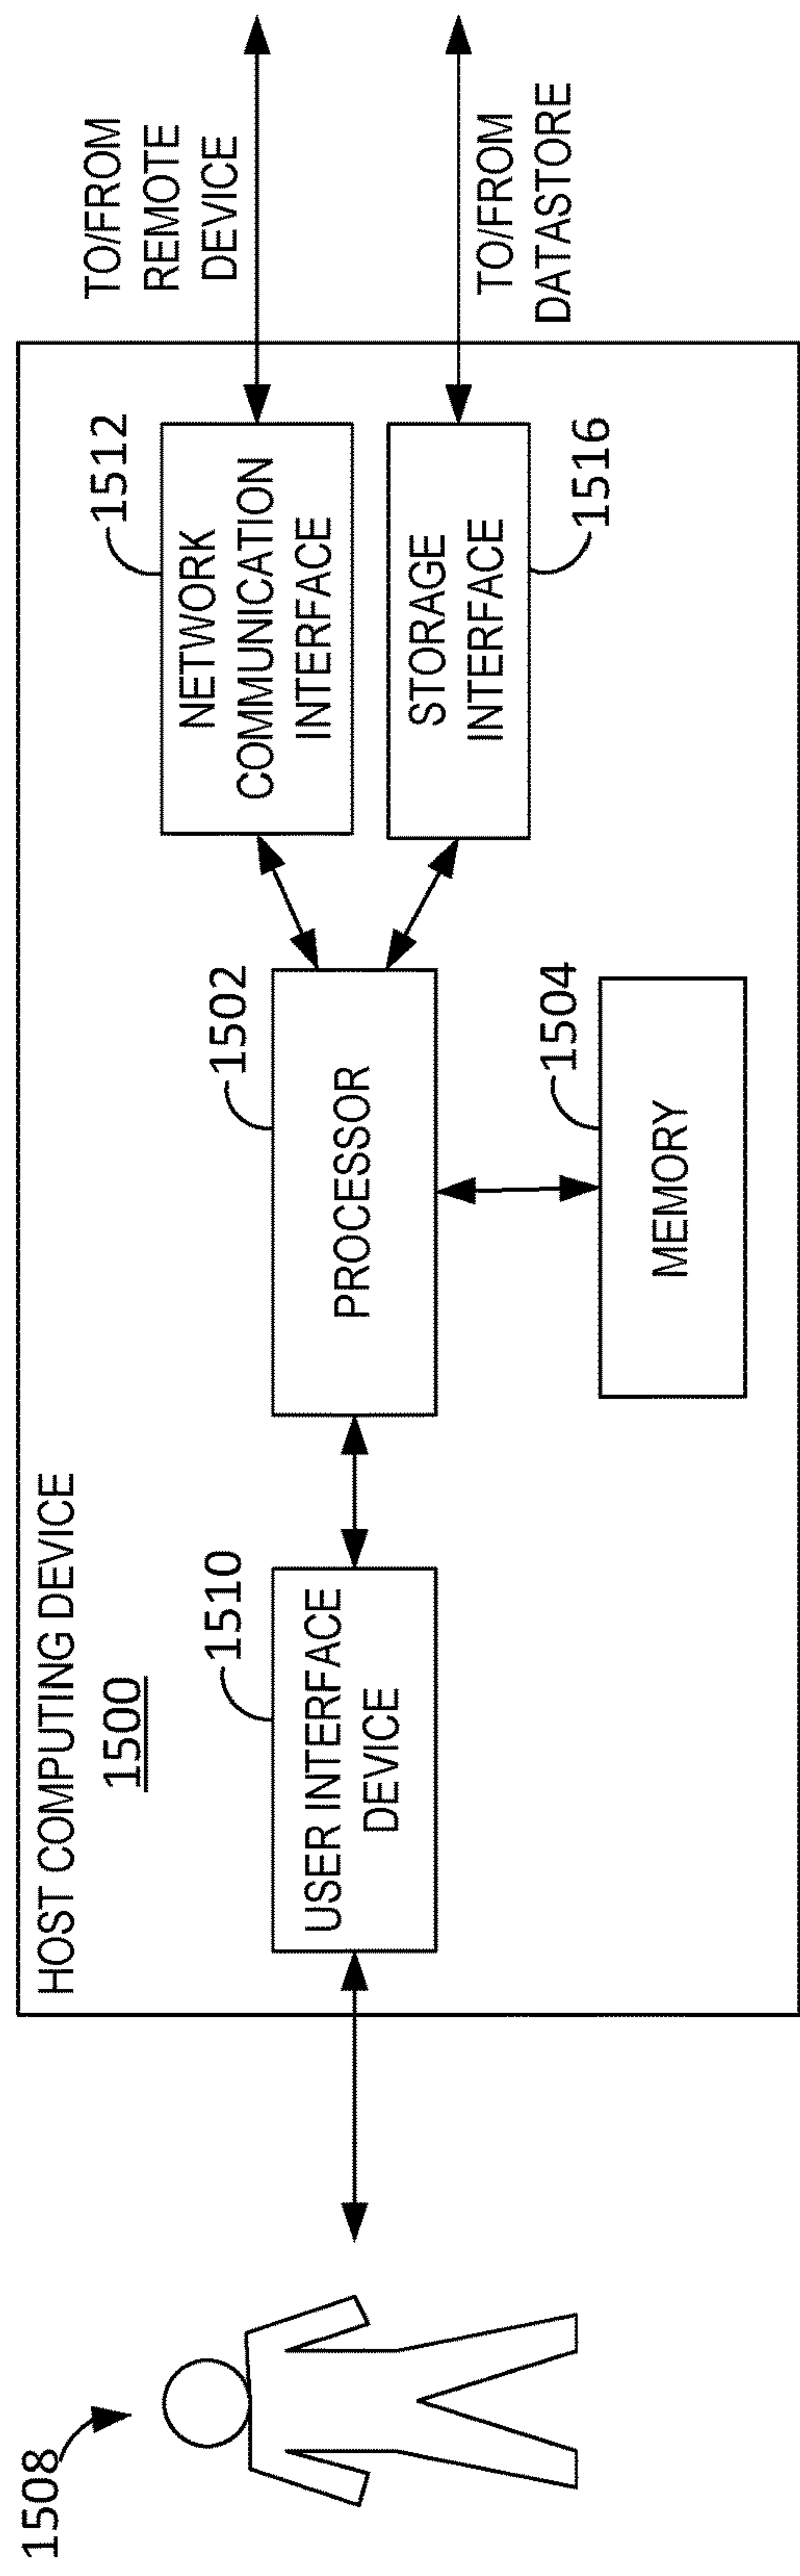 HOST COMPUTING DEVICE
1500
1508
1510
USER INTERFACE
DEVICE
1502
PROCESSOR
1504
MEMORY
1512
NETWORK
COMMUNICATION
INTERFACE
STORAGE
INTERFACE
1516
TO/FROM
REMOTE
DEVICE
TO/FROM
DATASTORE